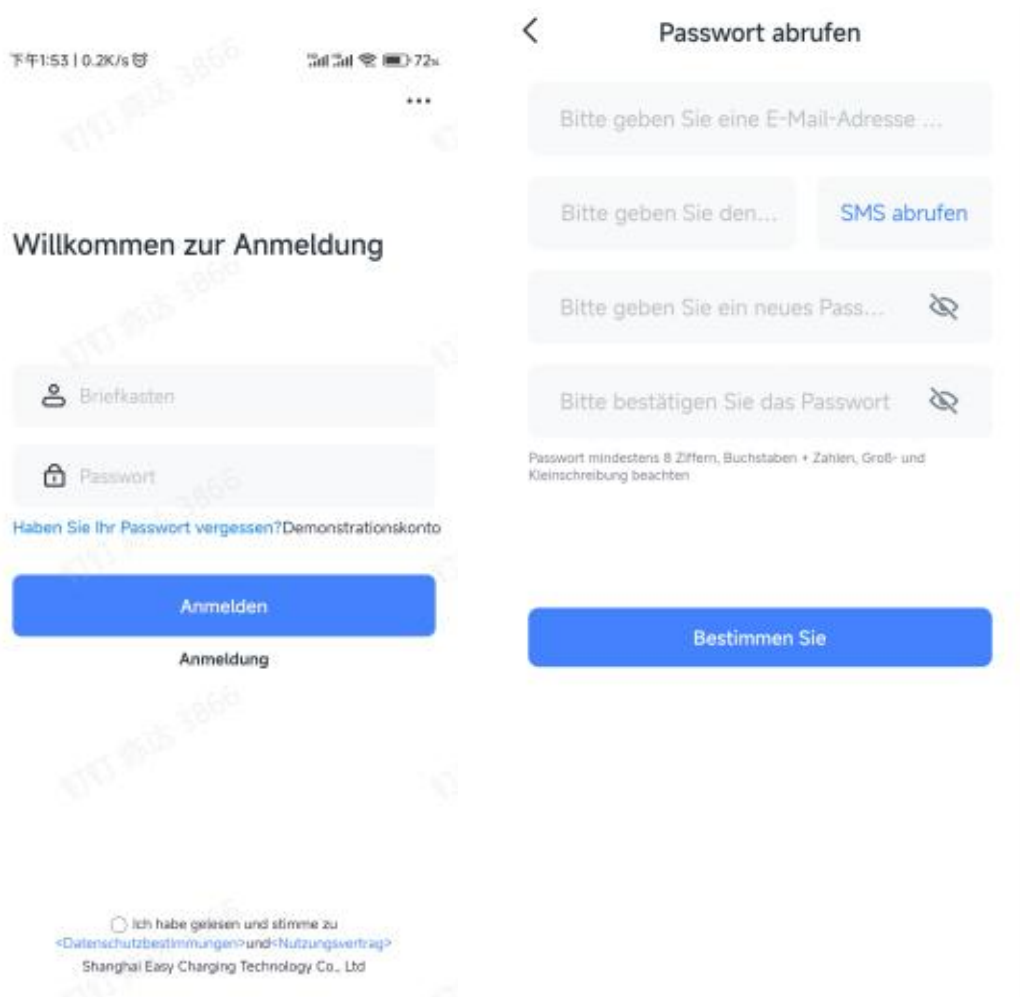 下午1:53 | 0.2K/s
72%
Willkommen zur Anmeldung
Briefkasten
Passwort
Haben Sie Ihr Passwort vergessen?Demonstrationskonto
Anmelden
Anmeldung
Ich habe gelesen und stimme zu
<Datenschutzbestimmungen>und<Nutzungsvertrag>
Shanghai Easy Charging Technology Co., Ltd
Passwort abrufen
Bitte geben Sie eine E-Mail-Adresse ...
Bitte geben Sie den...
SMS abrufen
Bitte geben Sie ein neues Pass...
Bitte bestätigen Sie das Passwort
Passwort mindestens 8 Ziffern, Buchstaben + Zahlen, Groß- und
Kleinschreibung beachten
Bestimmen Sie